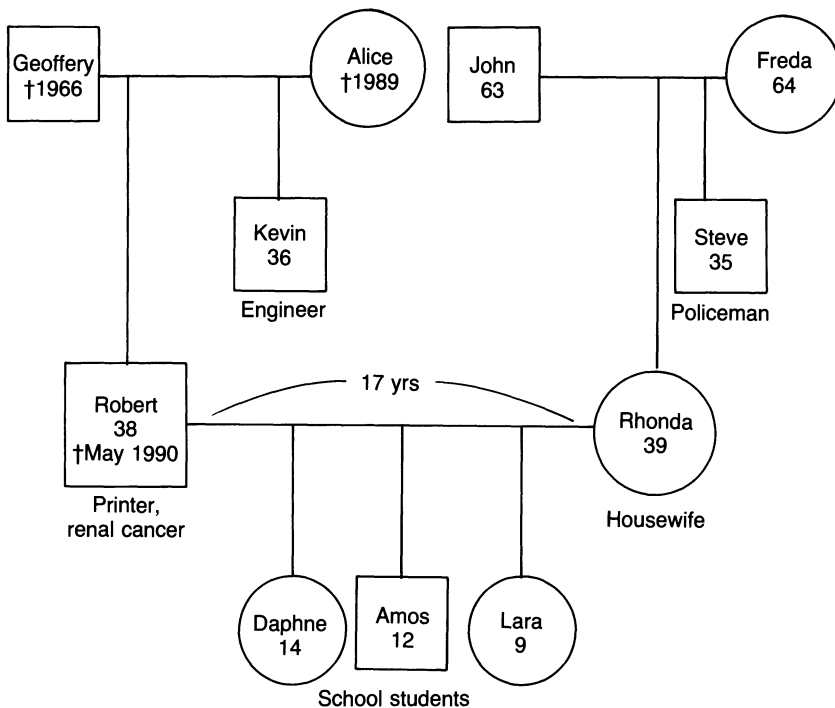 Geoffery
†1966
Alice
†1989
John
63
Freda
64
Kevin
36
Engineer
Steve
35
Policeman
Robert
38
†May 1990
Printer,
renal cancer
17 yrs
Rhonda
39
Housewife
Daphne
14
Amos
12
Lara
9
School students